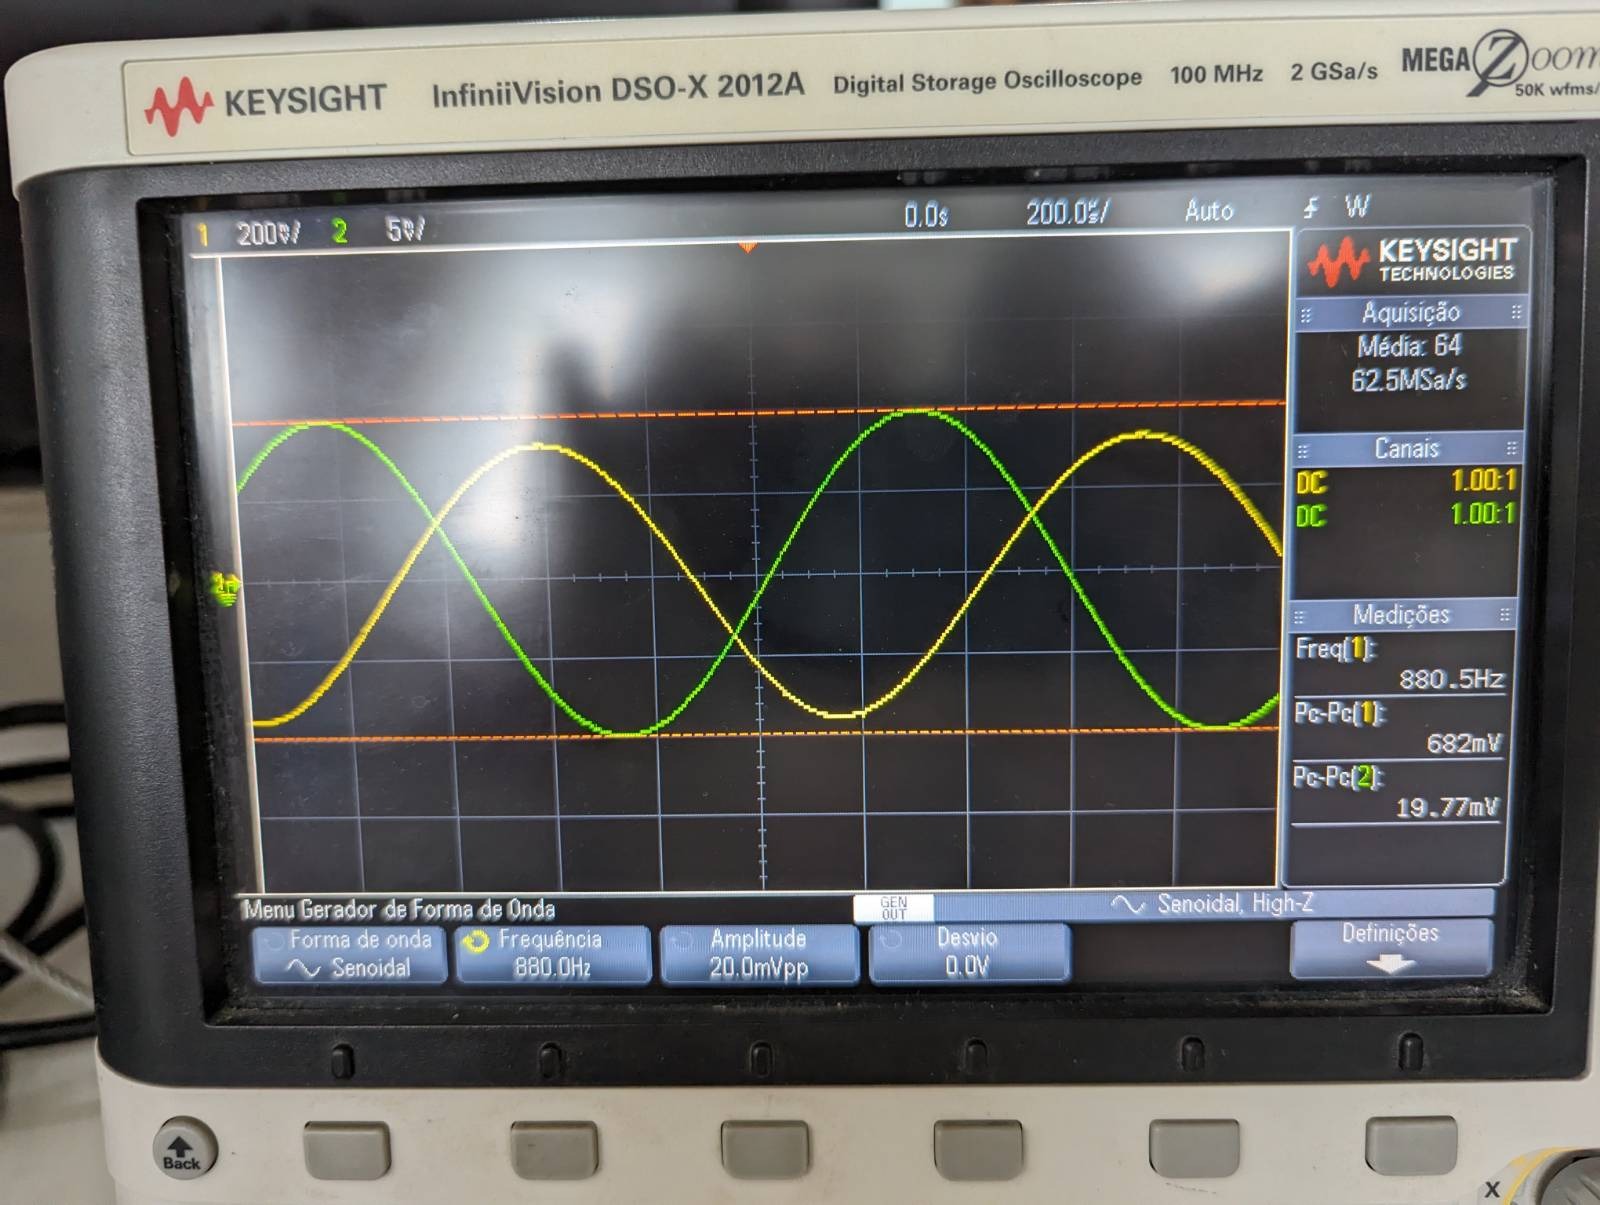 KEYSIGHT InfiniiVision DSO-X 2012A Digital Storage Oscilloscope 100 MHz 2 GSa/s MEGA Zoom
50K wfms/
1 200mV/ 2 5mV/ 0.0s 200.0µs/ Auto W
KEYSIGHT
TECHNOLOGIES
Aquisição
Média: 64
62.5MSa/s
Canais
DC 1.00:1
DC 1.00:1
Medições
Freq(1):
880.5Hz
Pc-Pc(1):
682mV
Pc-Pc(2):
19.77mV
Menu Gerador de Forma de Onda
GEN
OUT
Senoidal, High-Z
Forma de onda
Senoidal
Frequência
880.0Hz
Amplitude
20.0mVpp
Desvio
0.0V
Definições
Back
X